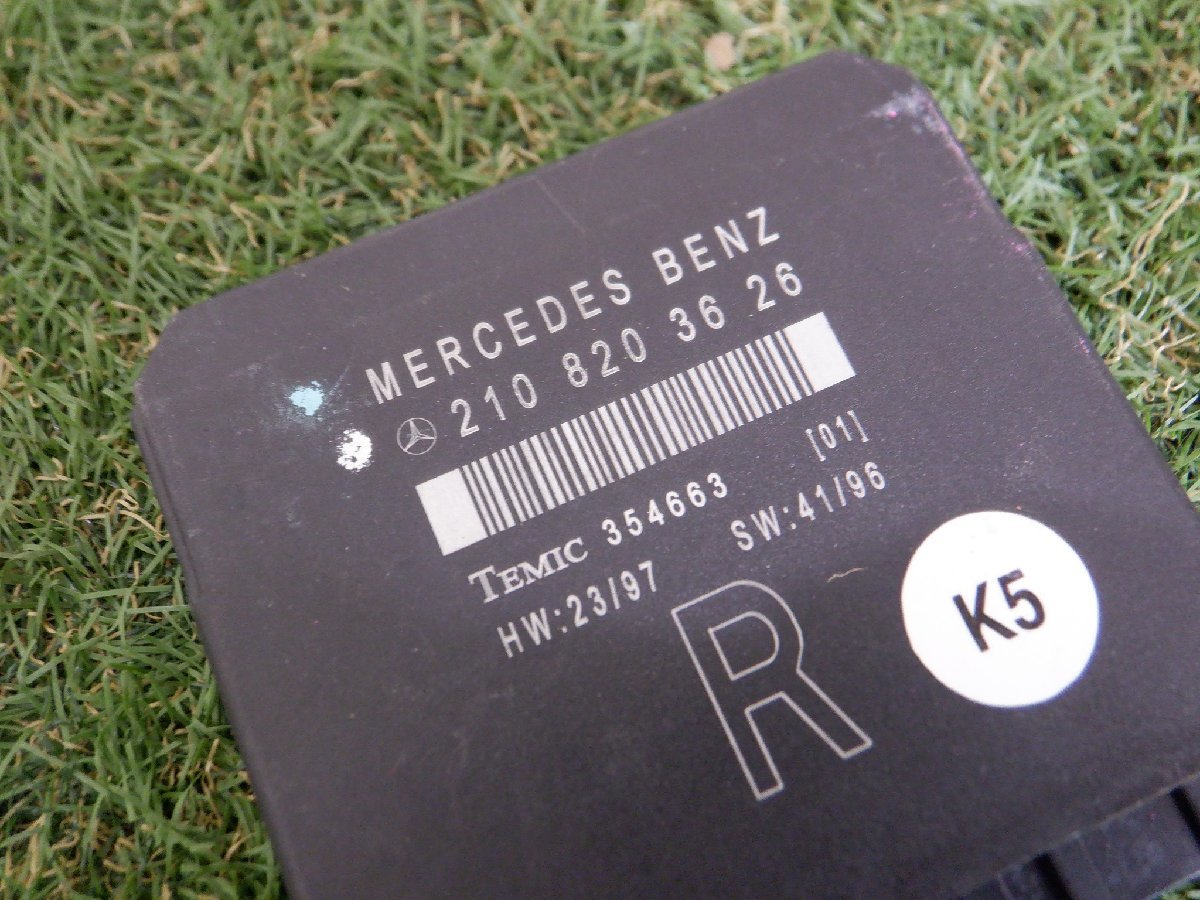 MERCEDES BENZ
210 820 36 26
TEMIC 354663 [01]
HW:23/97 SW:41/96
R
K5